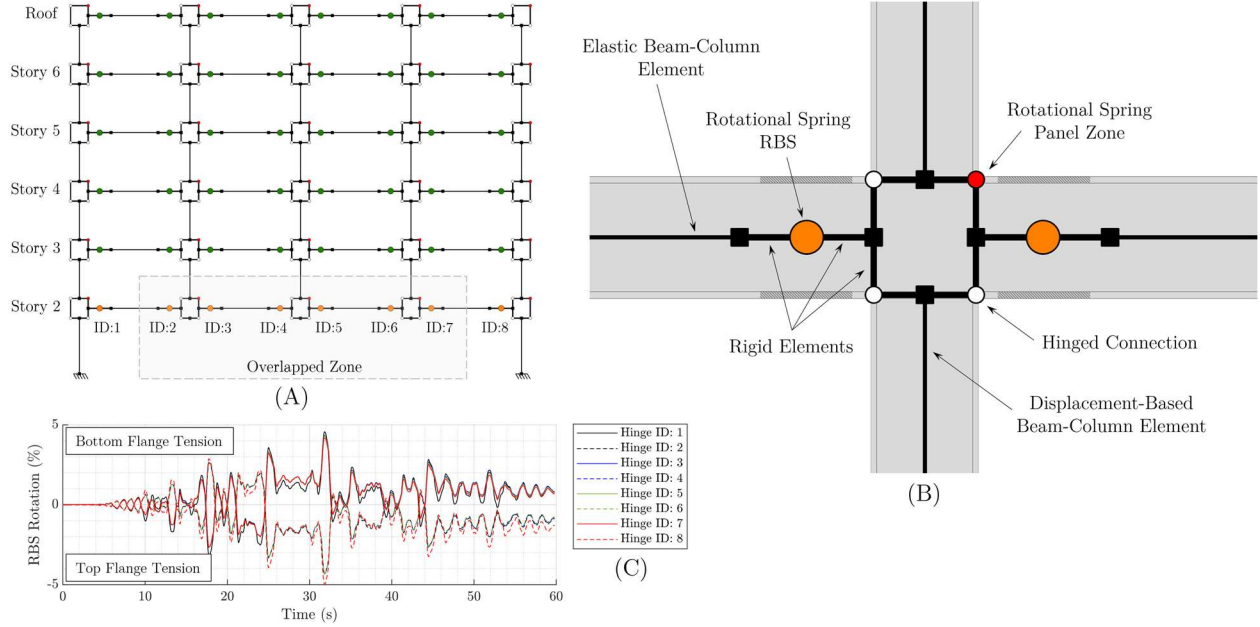 Roof
Story 6
Story 5
Story 4
Story 3
Story 2
ID:1
ID:2
ID:3
ID:4
ID:5
ID:6
ID:7
ID:8
Overlapped Zone
(A)
Elastic Beam-Column
Element
Rotational Spring
RBS
Rotational Spring
Panel Zone
Rigid Elements
Hinged Connection
Displacement-Based
Beam-Column Element
(B)
5
0
-5
RBS Rotation (%)
Bottom Flange Tension
Top Flange Tension
0
10
20
30
40
50
60
Time (s)
Hinge ID: 1
Hinge ID: 2
Hinge ID: 3
Hinge ID: 4
Hinge ID: 5
Hinge ID: 6
Hinge ID: 7
Hinge ID: 8
(C)